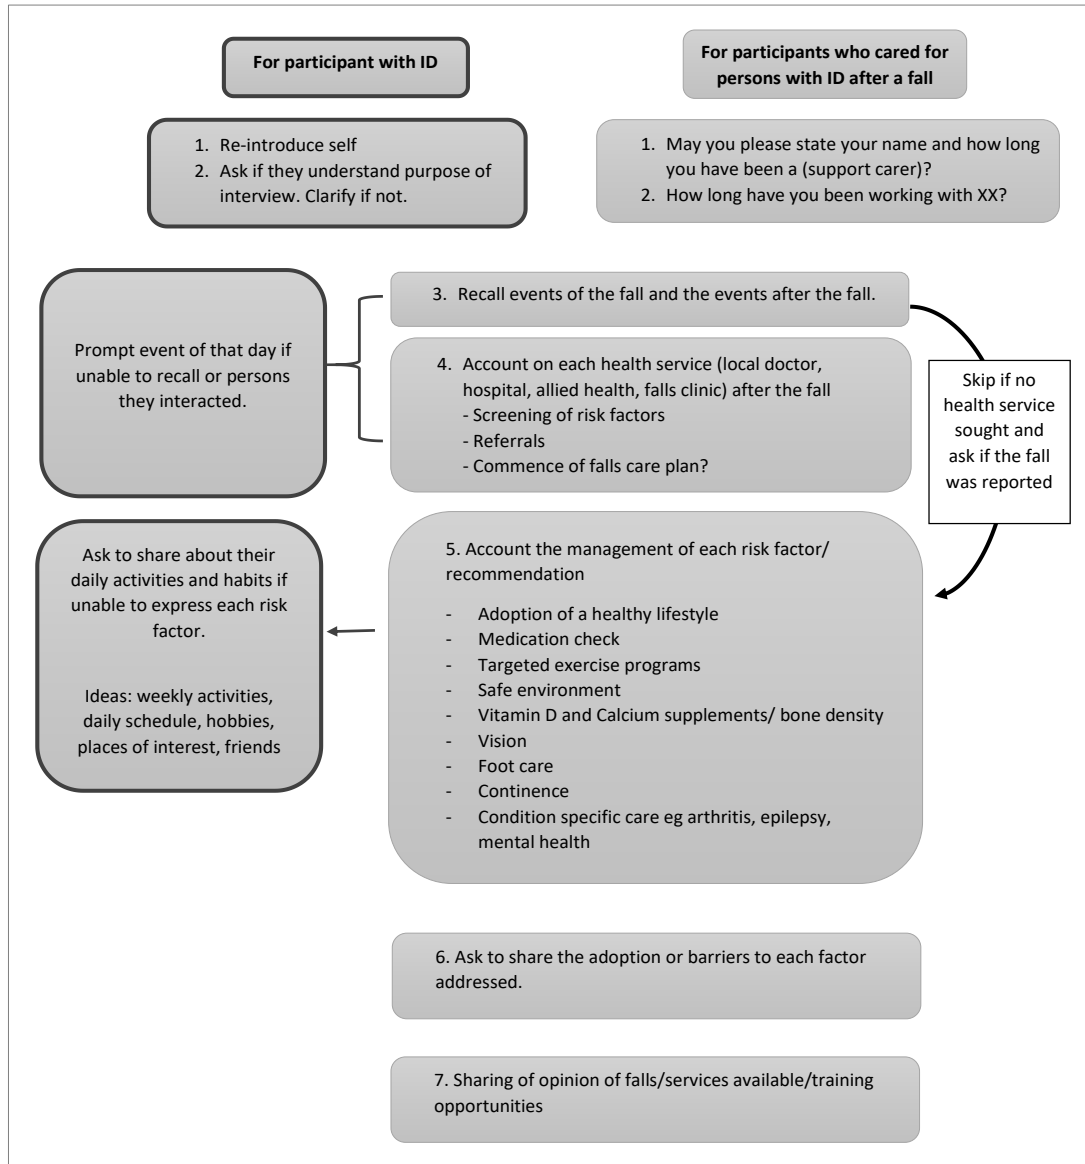 For participant with ID
For participants who cared for
persons with ID after a fall
1. Re-introduce self
2. Ask if they understand purpose of
interview. Clarify if not.
1. May you please state your name and how long
you have been a (support carer)?
2. How long have you been working with XX?
Prompt event of that day if
unable to recall or persons
they interacted.
3. Recall events of the fall and the events after the fall.
4. Account on each health service (local doctor,
hospital, allied health, falls clinic) after the fall
- Screening of risk factors
- Referrals
- Commence of falls care plan?
Skip if no
health service
sought and
ask if the fall
was reported
Ask to share about their
daily activities and habits if
unable to express each risk
factor.
Ideas: weekly activities,
daily schedule, hobbies,
places of interest, friends
5. Account the management of each risk factor/
recommendation
- Adoption of a healthy lifestyle
- Medication check
- Targeted exercise programs
- Safe environment
- Vitamin D and Calcium supplements/ bone density
- Vision
- Foot care
- Continence
- Condition specific care eg arthritis, epilepsy,
mental health
6. Ask to share the adoption or barriers to each factor
addressed.
7. Sharing of opinion of falls/services available/training
opportunities